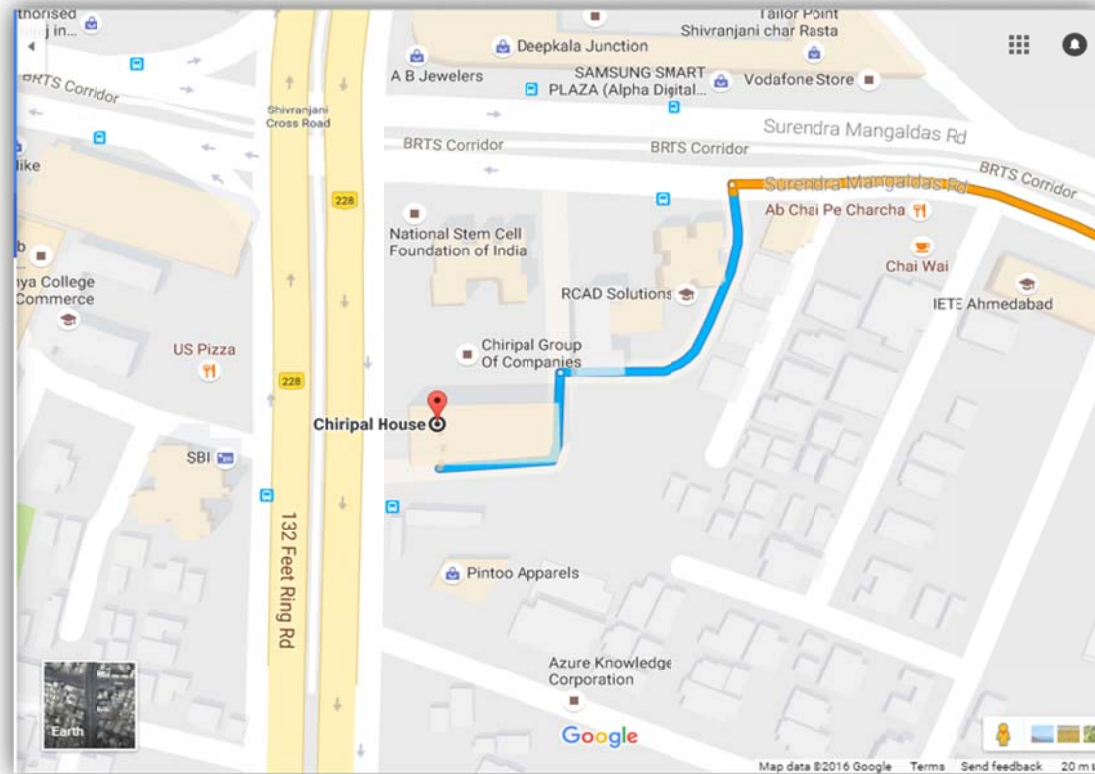 thorised
in...
Deepkala Junction
A B Jewelers
Tailor Point
Shivranjani char Rasta
SAMSUNG SMART
PLAZA (Alpha Digital...
Vodafone Store
BRTS Corridor
Shivranjani
Cross Road
Surendra Mangaldas Rd
BRTS Corridor
BRTS Corridor
BRTS Corridor
like
228
Surendra Mangaldas Rd
Ab Chai Pe Charcha
National Stem Cell
Foundation of India
Chai Wai
b
...
nya College
Commerce
RCAD Solutions
IETE Ahmedabad
US Pizza
Chiripal Group
Of Companies
228
Chiripal House
SBI
132 Feet Ring Rd
Pintoo Apparels
Azure Knowledge
Corporation
Earth
Google
Map data ©2016 Google Terms Send feedback 20 m